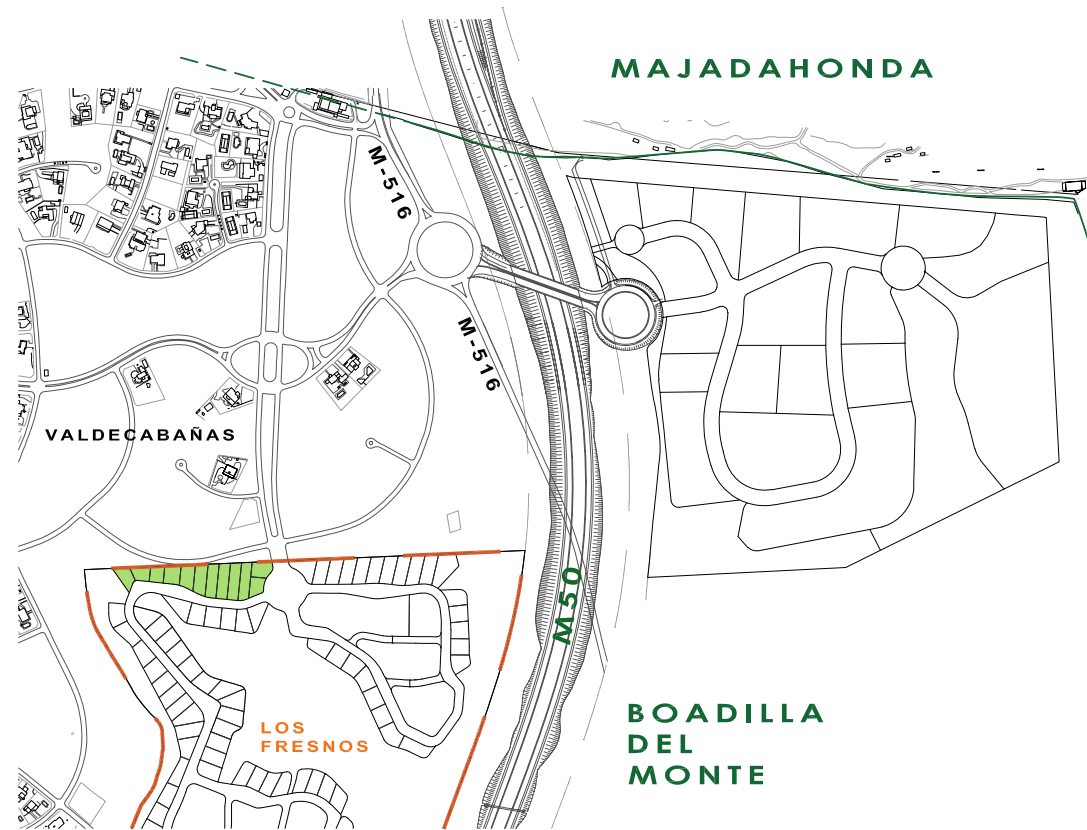 MAJADAHONDA
M-516
M-516
VALDECABAÑAS
M50
LOS
FRESNOS
BOADILLA
DEL
MONTE